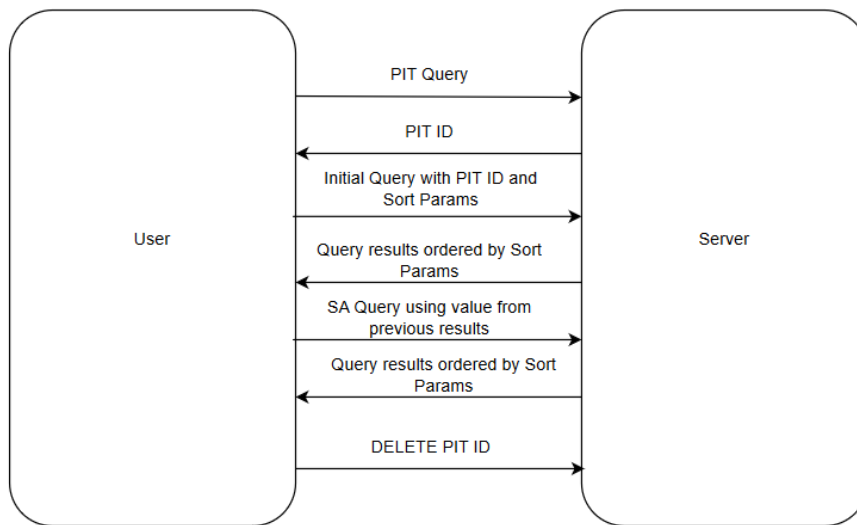 PIT Query
PIT ID
Initial Query with PIT ID and
Sort Params
User
Server
Query results ordered by Sort
Params
SA Query using value from
previous results
Query results ordered by Sort
Params
DELETE PIT ID